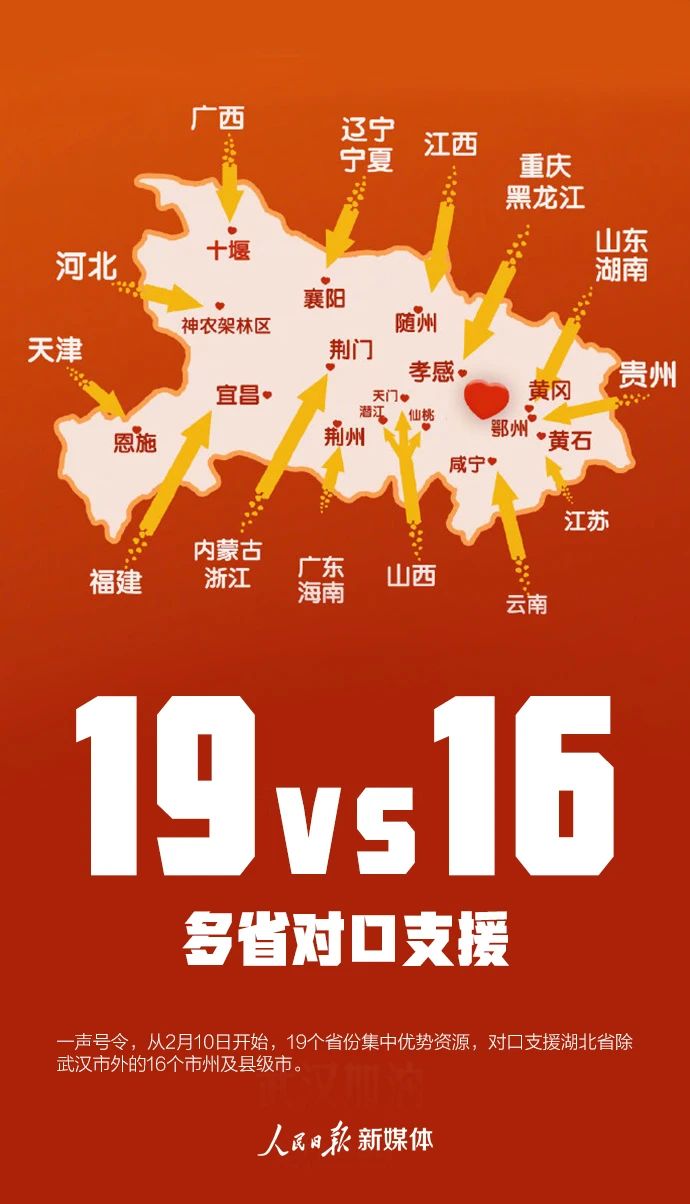 广西
辽宁
宁夏
江西
重庆
黑龙江
山东
湖南
河北
十堰
襄阳
随州
神农架林区
天津
荆门
孝感
贵州
宜昌
天门
黄冈
潜江
仙桃
恩施
荆州
鄂州
黄石
咸宁
江苏
内蒙古
浙江
广东
海南
山西
福建
云南
19 vs 16
多省对口支援
一声号令，从2月10日开始，19个省份集中优势资源，对口支援湖北省除
武汉市外的16个市州及县级市。
武汉加油
人民日报 新媒体